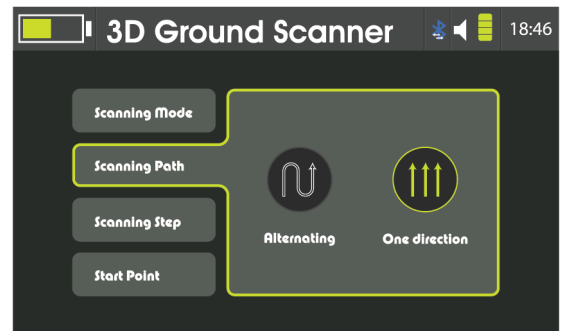 3D Ground Scanner
18:46
Scanning Mode
Scanning Path
Scanning Step
Start Point
Alternating
One direction